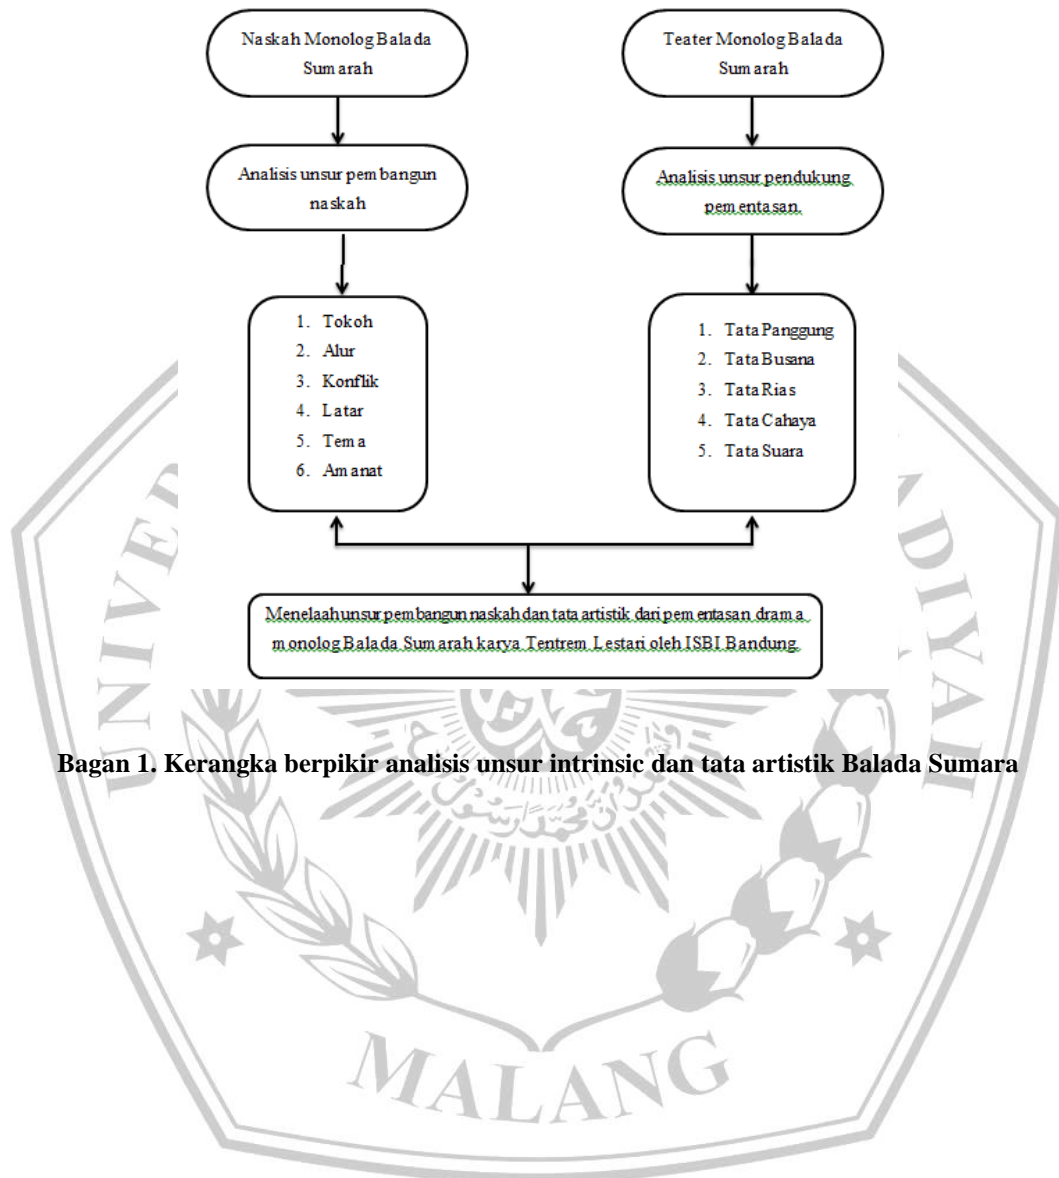 Naskah Monolog Balada
Sumarah
Analisis unsur pembangun
naskah
1. Tokoh
2. Alur
3. Konflik
4. Latar
5. Tema
6. Amanat
Teater Monolog Balada
Sumarah
Analisis unsur pendukung
pementasan.
1. Tata Panggung
2. Tata Busana
3. Tata Rias
4. Tata Cahaya
5. Tata Suara
Menelaah unsur pembangun naskah dan tata artistik dari pementasan drama
monolog Balada Sumarah karya Tentrem Lestari oleh ISBI Bandung.
Bagan 1. Kerangka berpikir analisis unsur intrinsic dan tata artistik Balada Sumara
MALANG